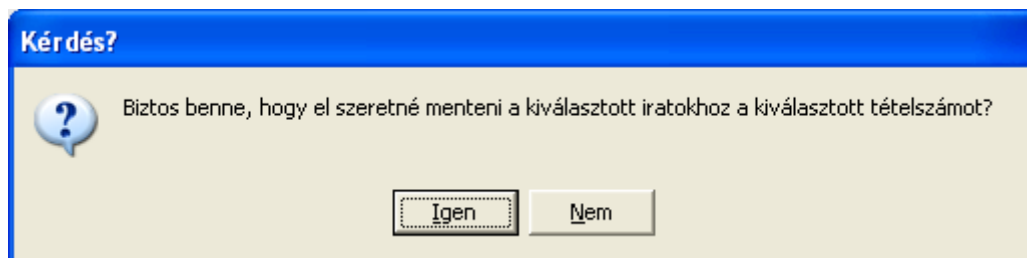 Kérdés?
Biztos benne, hogy el szeretné menteni a kiválasztott iratokhoz a kiválasztott tételszámot?
Igen
Nem